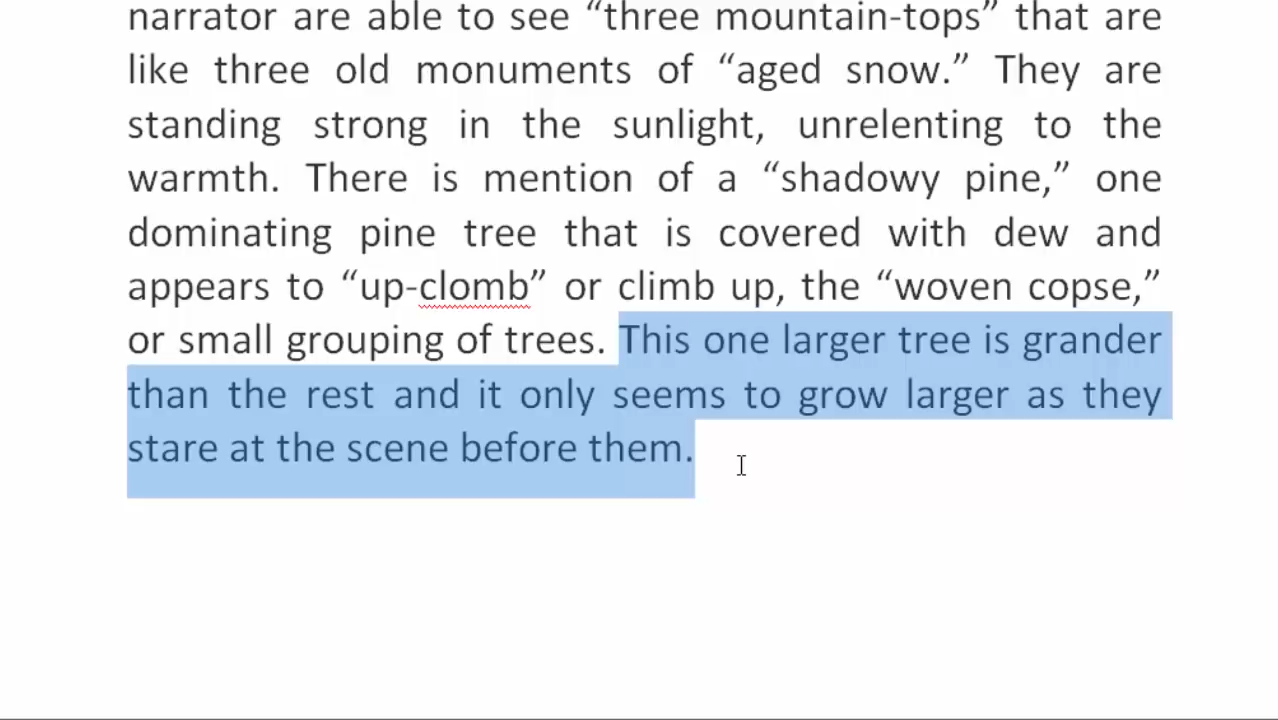 narrator are able to see “three mountain-tops” that are
like three old monuments of “aged snow.” They are
standing strong in the sunlight, unrelenting to the
warmth. There is mention of a “shadowy pine,” one
dominating pine tree that is covered with dew and
appears to “up-clomb” or climb up, the “woven copse,”
or small grouping of trees. This one larger tree is grander
than the rest and it only seems to grow larger as they
stare at the scene before them.